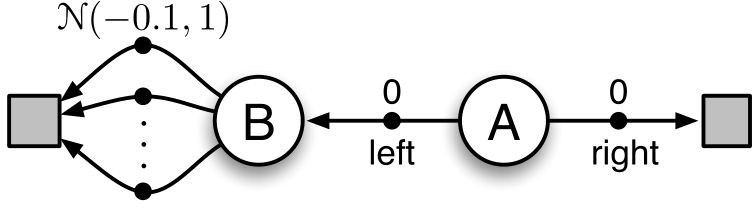 𝒩(−0.1, 1)
B
0
left
A
0
right